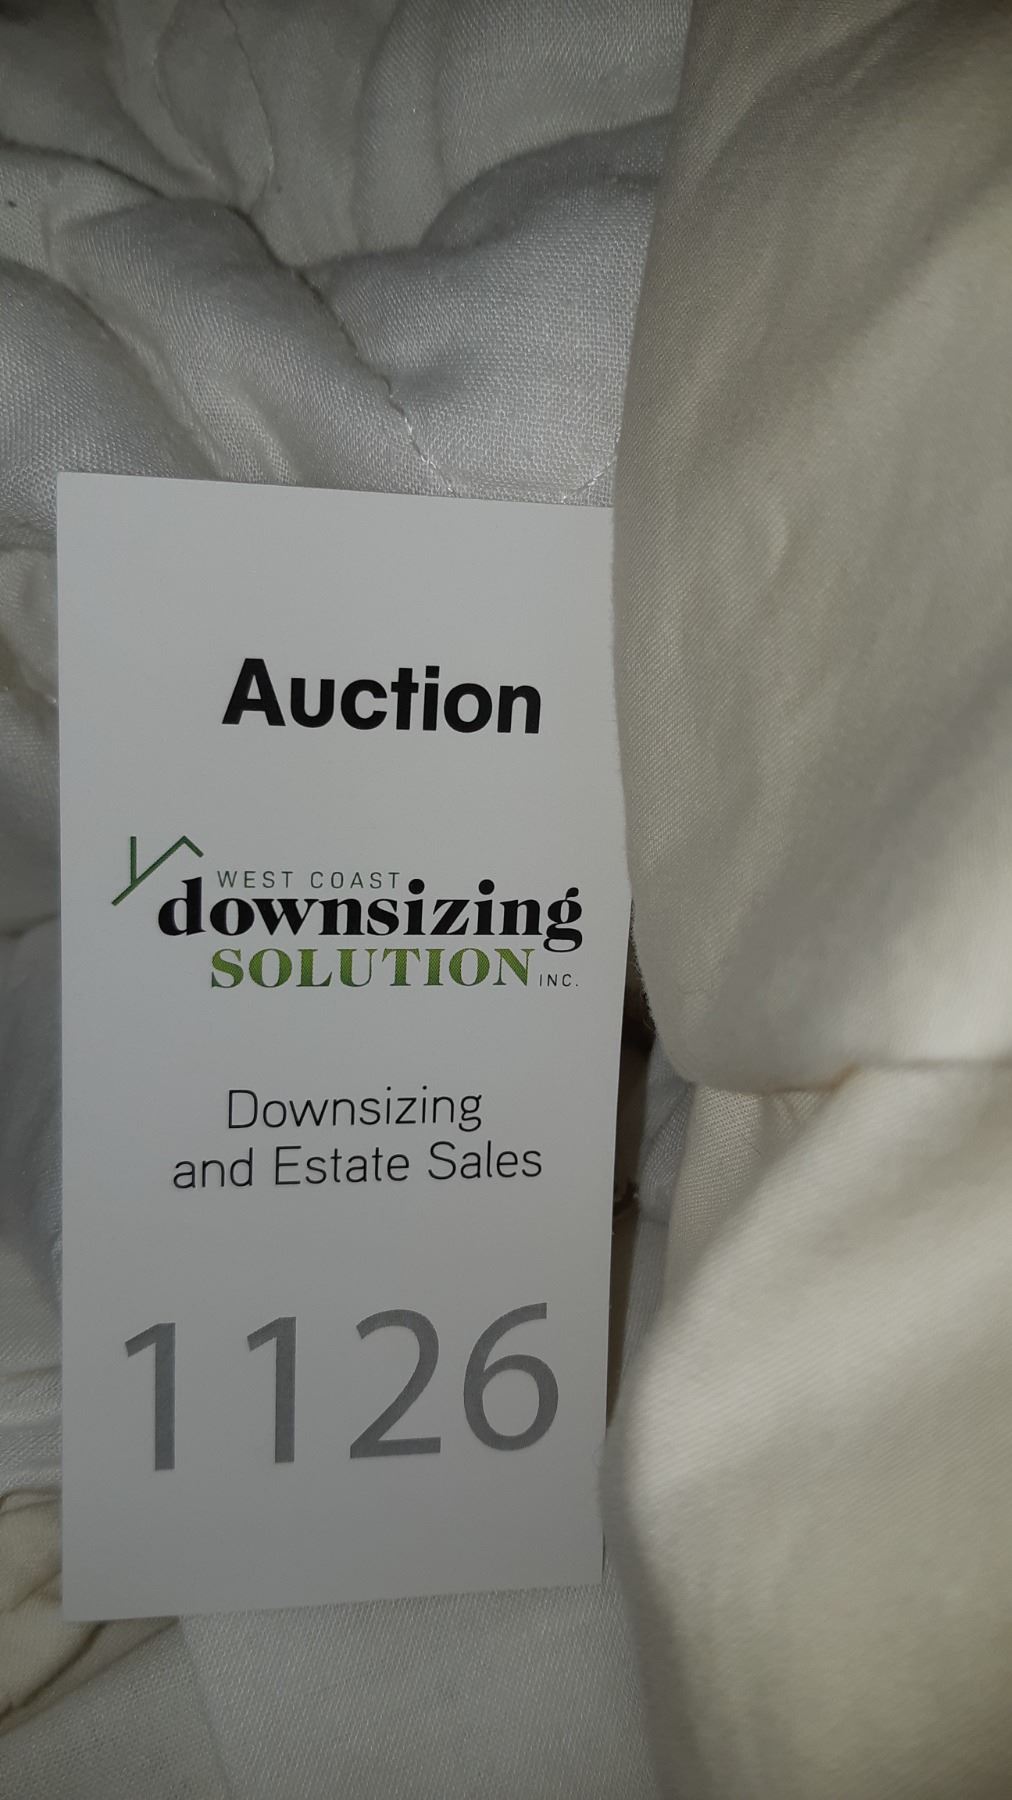 Auction
WEST COAST
downsizing
SOLUTION INC.
Downsizing
and Estate Sales
1126